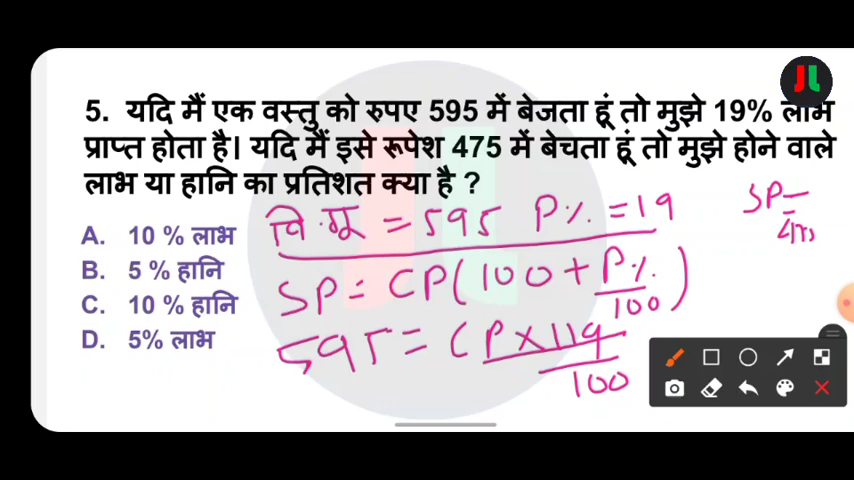 JL
5. यदि मैं एक वस्तु को रुपए 595 में बेजता हूं तो मुझे 19% लाभ
प्राप्त होता है। यदि मैं इसे रूपेश 475 में बेचता हूं तो मुझे होने वाले
लाभ या हानि का प्रतिशत क्या है ?
A. 10 % लाभ
B. 5 % हानि
C. 10 % हानि
D. 5% लाभ
वि.मू = 595 P% = 19
SP = CP(100 + P%/100)
595 = CP × 119/100
SP =
475